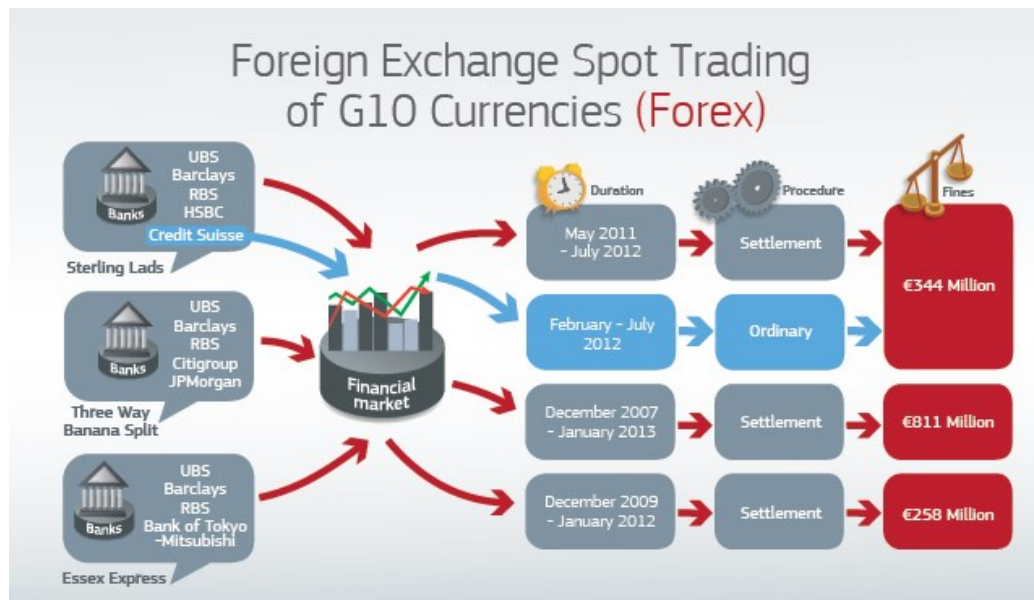 Foreign Exchange Spot Trading
of G10 Currencies (Forex)
UBS
Barclays
RBS
HSBC
Credit Suisse
Banks
Sterling Lads
UBS
Barclays
RBS
Citigroup
JPMorgan
Banks
Three Way
Banana Split
UBS
Barclays
RBS
Bank of Tokyo
-Mitsubishi
Banks
Essex Express
Financial
market
Duration
Procedure
Fines
May 2011
- July 2012
Settlement
€344 Million
February - July
2012
Ordinary
December 2007
- January 2013
Settlement
€811 Million
December 2009
- January 2012
Settlement
€258 Million